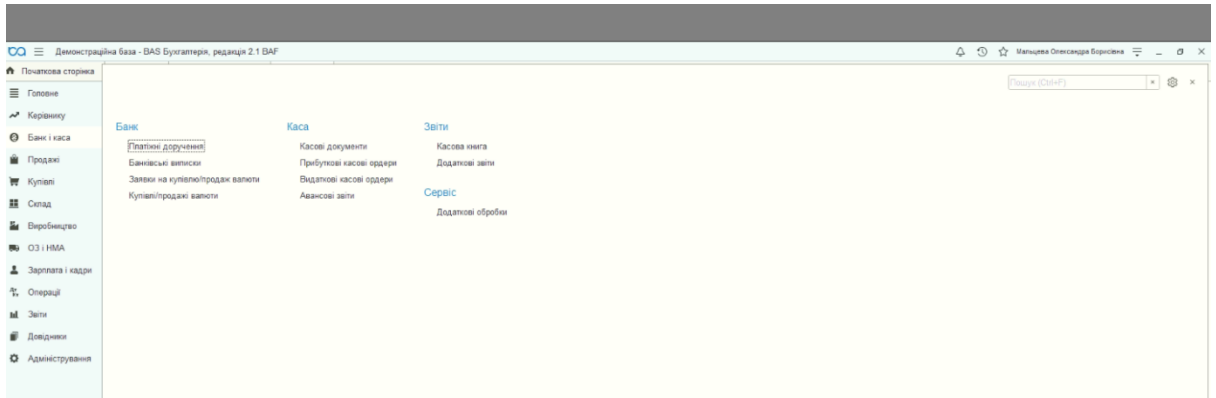 Демонстраційна база - BAS Бухгалтерія, редакція 2.1 BAF
Мальцева Олександра Борисівна
Початкова сторінка
Пошук (Ctrl+F)
Головне
Керівнику
Банк і каса
Продажі
Купівлі
Склад
Виробництво
ОЗ і НМА
Зарплата і кадри
Операції
Звіти
Довідники
Адміністрування
Банк
Платіжні доручення
Банківські виписки
Заявки на купівлю/продаж валюти
Купівлі/продажі валюти
Каса
Касові документи
Прибуткові касові ордери
Видаткові касові ордери
Авансові звіти
Звіти
Касова книга
Додаткові звіти
Сервіс
Додаткові обробки